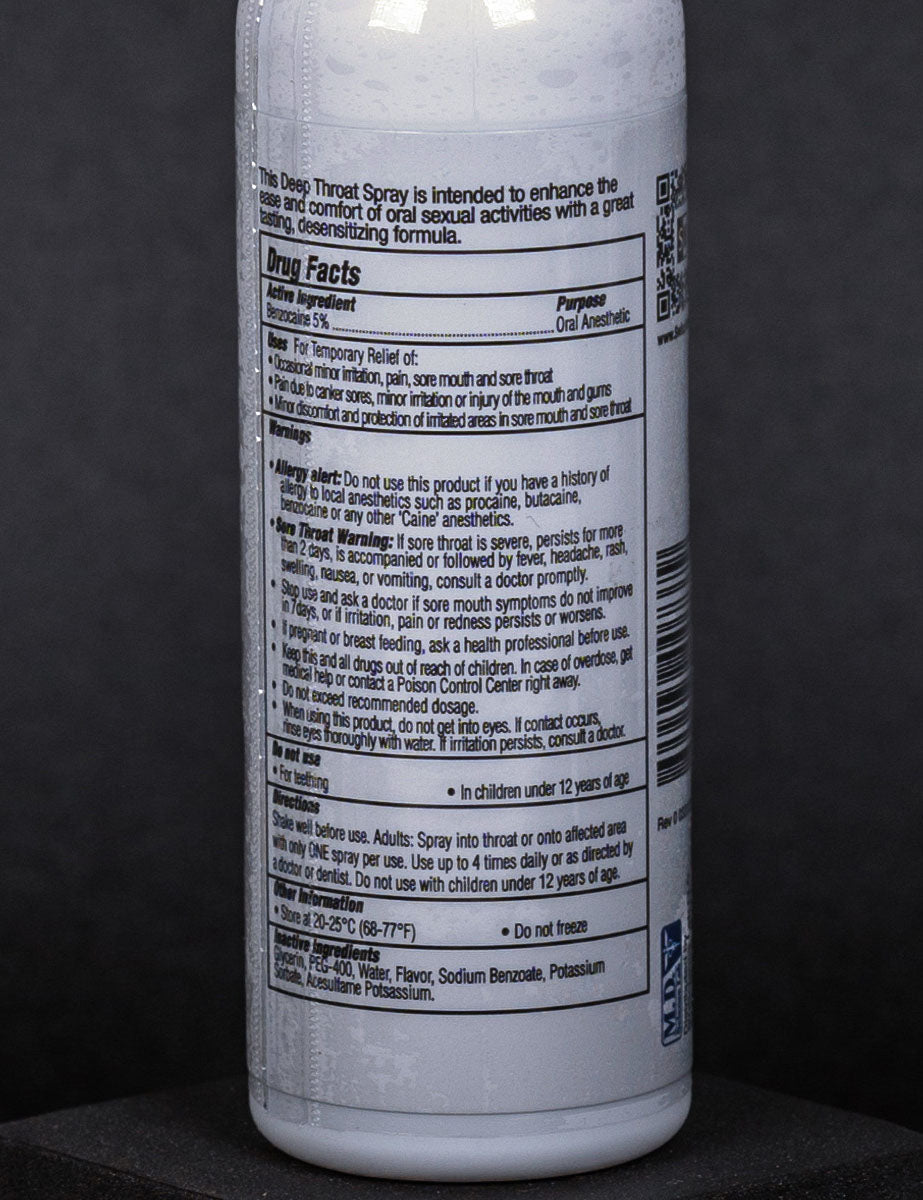 This Deep Throat Spray is intended to enhance the
ease and comfort of oral sexual activities with a great
tasting, desensitizing formula.
Drug Facts
Active Ingredient Purpose
Benzocaine 5% Oral Anesthetic
Uses For Temporary Relief of:
• Occasional minor irritation, pain, sore mouth and sore throat
• Pain due to canker sores, minor irritation or injury of the mouth and gums
• Minor discomfort and protection of irritated areas in sore mouth and sore throat
Warnings
• Allergy alert: Do not use this product if you have a history of
allergy to local anesthetics such as procaine, butacaine,
benzocaine or any other 'Caine' anesthetics.
• Sore Throat Warning: If sore throat is severe, persists for more
than 2 days, is accompanied or followed by fever, headache, rash,
swelling, nausea, or vomiting, consult a doctor promptly.
• Stop use and ask a doctor if sore mouth symptoms do not improve
in 7days, or if irritation, pain or redness persists or worsens.
• If pregnant or breast feeding, ask a health professional before use.
• Keep this and all drugs out of reach of children. In case of overdose, get
medical help or contact a Poison Control Center right away.
• Do not exceed recommended dosage.
• When using this product, do not get into eyes. If contact occurs,
rinse eyes thoroughly with water. If irritation persists, consult a doctor.
Do not use
• For teething • In children under 12 years of age
Directions
Shake well before use. Adults: Spray into throat or onto affected area
with only ONE spray per use. Use up to 4 times daily or as directed by
a doctor or dentist. Do not use with children under 12 years of age.
Other Information
• Store at 20-25°C (68-77°F) • Do not freeze
Inactive Ingredients
Glycerin, PEG-400, Water, Flavor, Sodium Benzoate, Potassium
Sorbate, Acesulfame Potsassium.
www.
Rev 0
M.D.